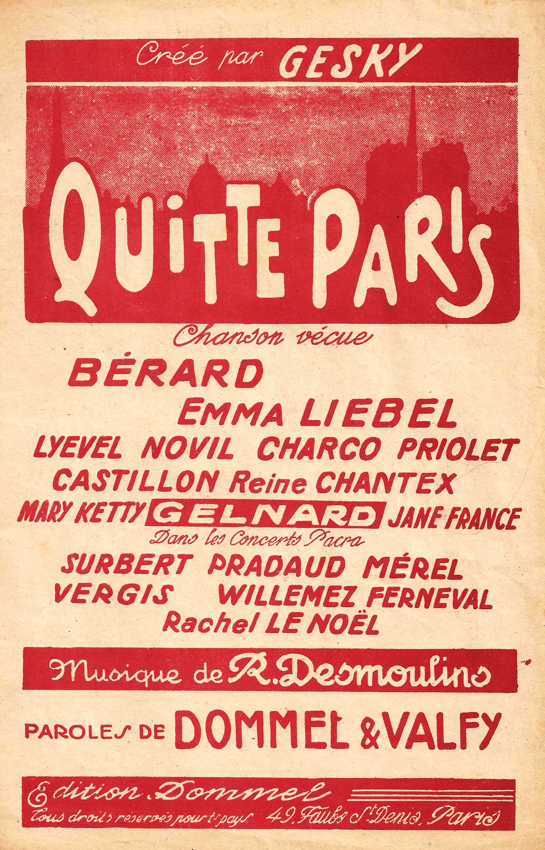 Créé par GESKY
QUITTE PARIS
Chanson vécue
BÉRARD
EMMA LIEBEL
LYEVEL NOVIL CHARCO PRIOLET
CASTILLON Reine CHANTEX
MARY KETTY GELNARD JANE FRANCE
Dans les Concerts Pacra
SURBERT PRADAUD MÉREL
VERGIS WILLEMEZ FERNEVAL
Rachel LE NOËL
Musique de R. Desmoulins
PAROLES DE DOMMEL & VALFY
Edition Dommel
Tous droits reservés pour ts pays 49, Faubg St Denis, Paris